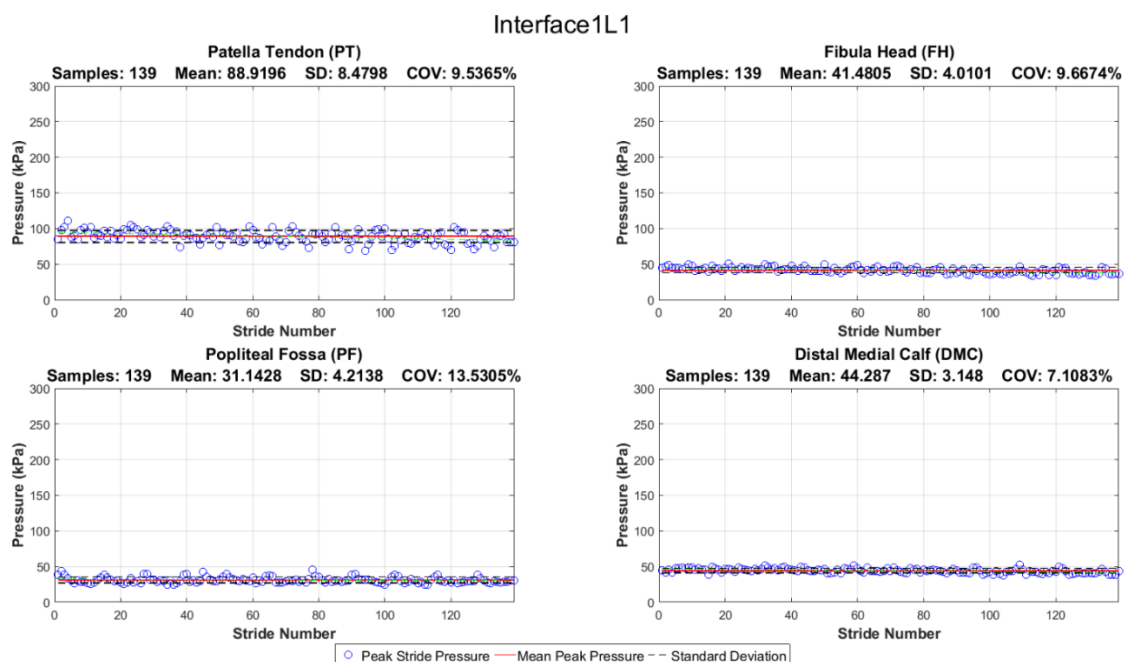 Interface1L1
Patella Tendon (PT)
Samples: 139 Mean: 88.9196 SD: 8.4798 COV: 9.5365%
300
250
200
150
100
50
0
Pressure (kPa)
0 20 40 60 80 100 120
Stride Number
Fibula Head (FH)
Samples: 139 Mean: 41.4805 SD: 4.0101 COV: 9.6674%
300
250
200
150
100
50
0
Pressure (kPa)
0 20 40 60 80 100 120
Stride Number
Popliteal Fossa (PF)
Samples: 139 Mean: 31.1428 SD: 4.2138 COV: 13.5305%
300
250
200
150
100
50
0
Pressure (kPa)
0 20 40 60 80 100 120
Stride Number
Distal Medial Calf (DMC)
Samples: 139 Mean: 44.287 SD: 3.148 COV: 7.1083%
300
250
200
150
100
50
0
Pressure (kPa)
0 20 40 60 80 100 120
Stride Number
Peak Stride Pressure Mean Peak Pressure Standard Deviation